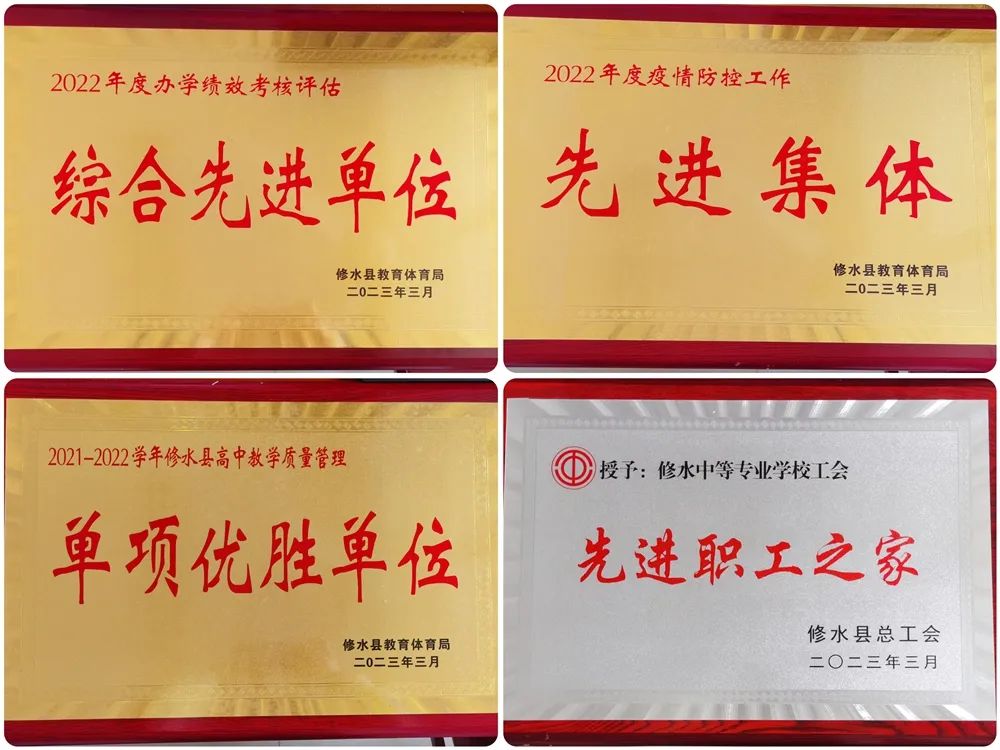 2022年度办学绩效考核评估
综合先进单位
修水县教育体育局
二〇二三年三月
2022年度疫情防控工作
先进集体
修水县教育体育局
二〇二三年三月
2021-2022学年修水县高中教学质量管理
单项优胜单位
修水县教育体育局
二〇二三年三月
授予：修水中等专业学校工会
先进职工之家
修水县总工会
二〇二三年三月